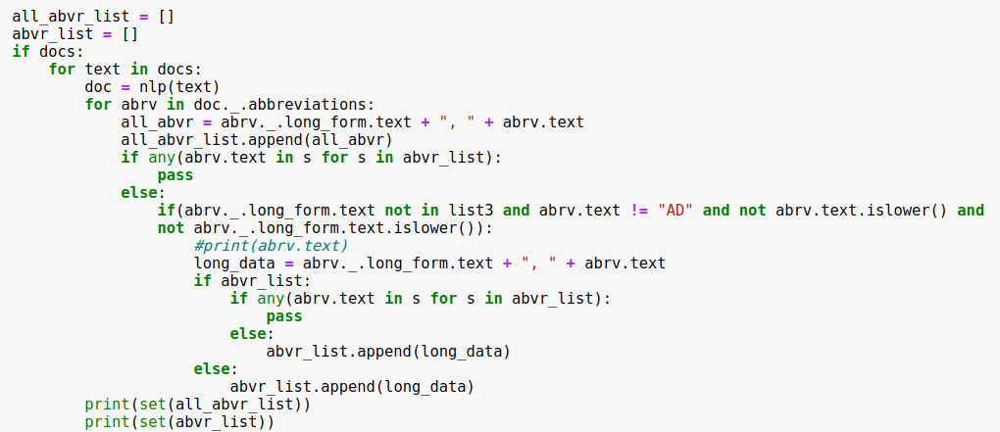 all_abvr_list = []
abvr_list = []
if docs:
    for text in docs:
        doc = nlp(text)
        for abrv in doc._.abbreviations:
            all_abvr = abrv._.long_form.text + ", " + abrv.text
            all_abvr_list.append(all_abvr)
            if any(abrv.text in s for s in abvr_list):
                pass
            else:
                if(abrv._.long_form.text not in list3 and abrv.text != "AD" and not abrv.text.islower() and
                not abrv._.long_form.text.islower()):
                    #print(abrv.text)
                    long_data = abrv._.long_form.text + ", " + abrv.text
                    if abvr_list:
                        if any(abrv.text in s for s in abvr_list):
                            pass
                        else:
                            abvr_list.append(long_data)
                    else:
                        abvr_list.append(long_data)
        print(set(all_abvr_list))
        print(set(abvr_list))